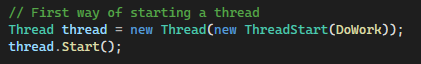 // First way of starting a thread
Thread thread = new Thread(new ThreadStart(DoWork));
thread.Start();